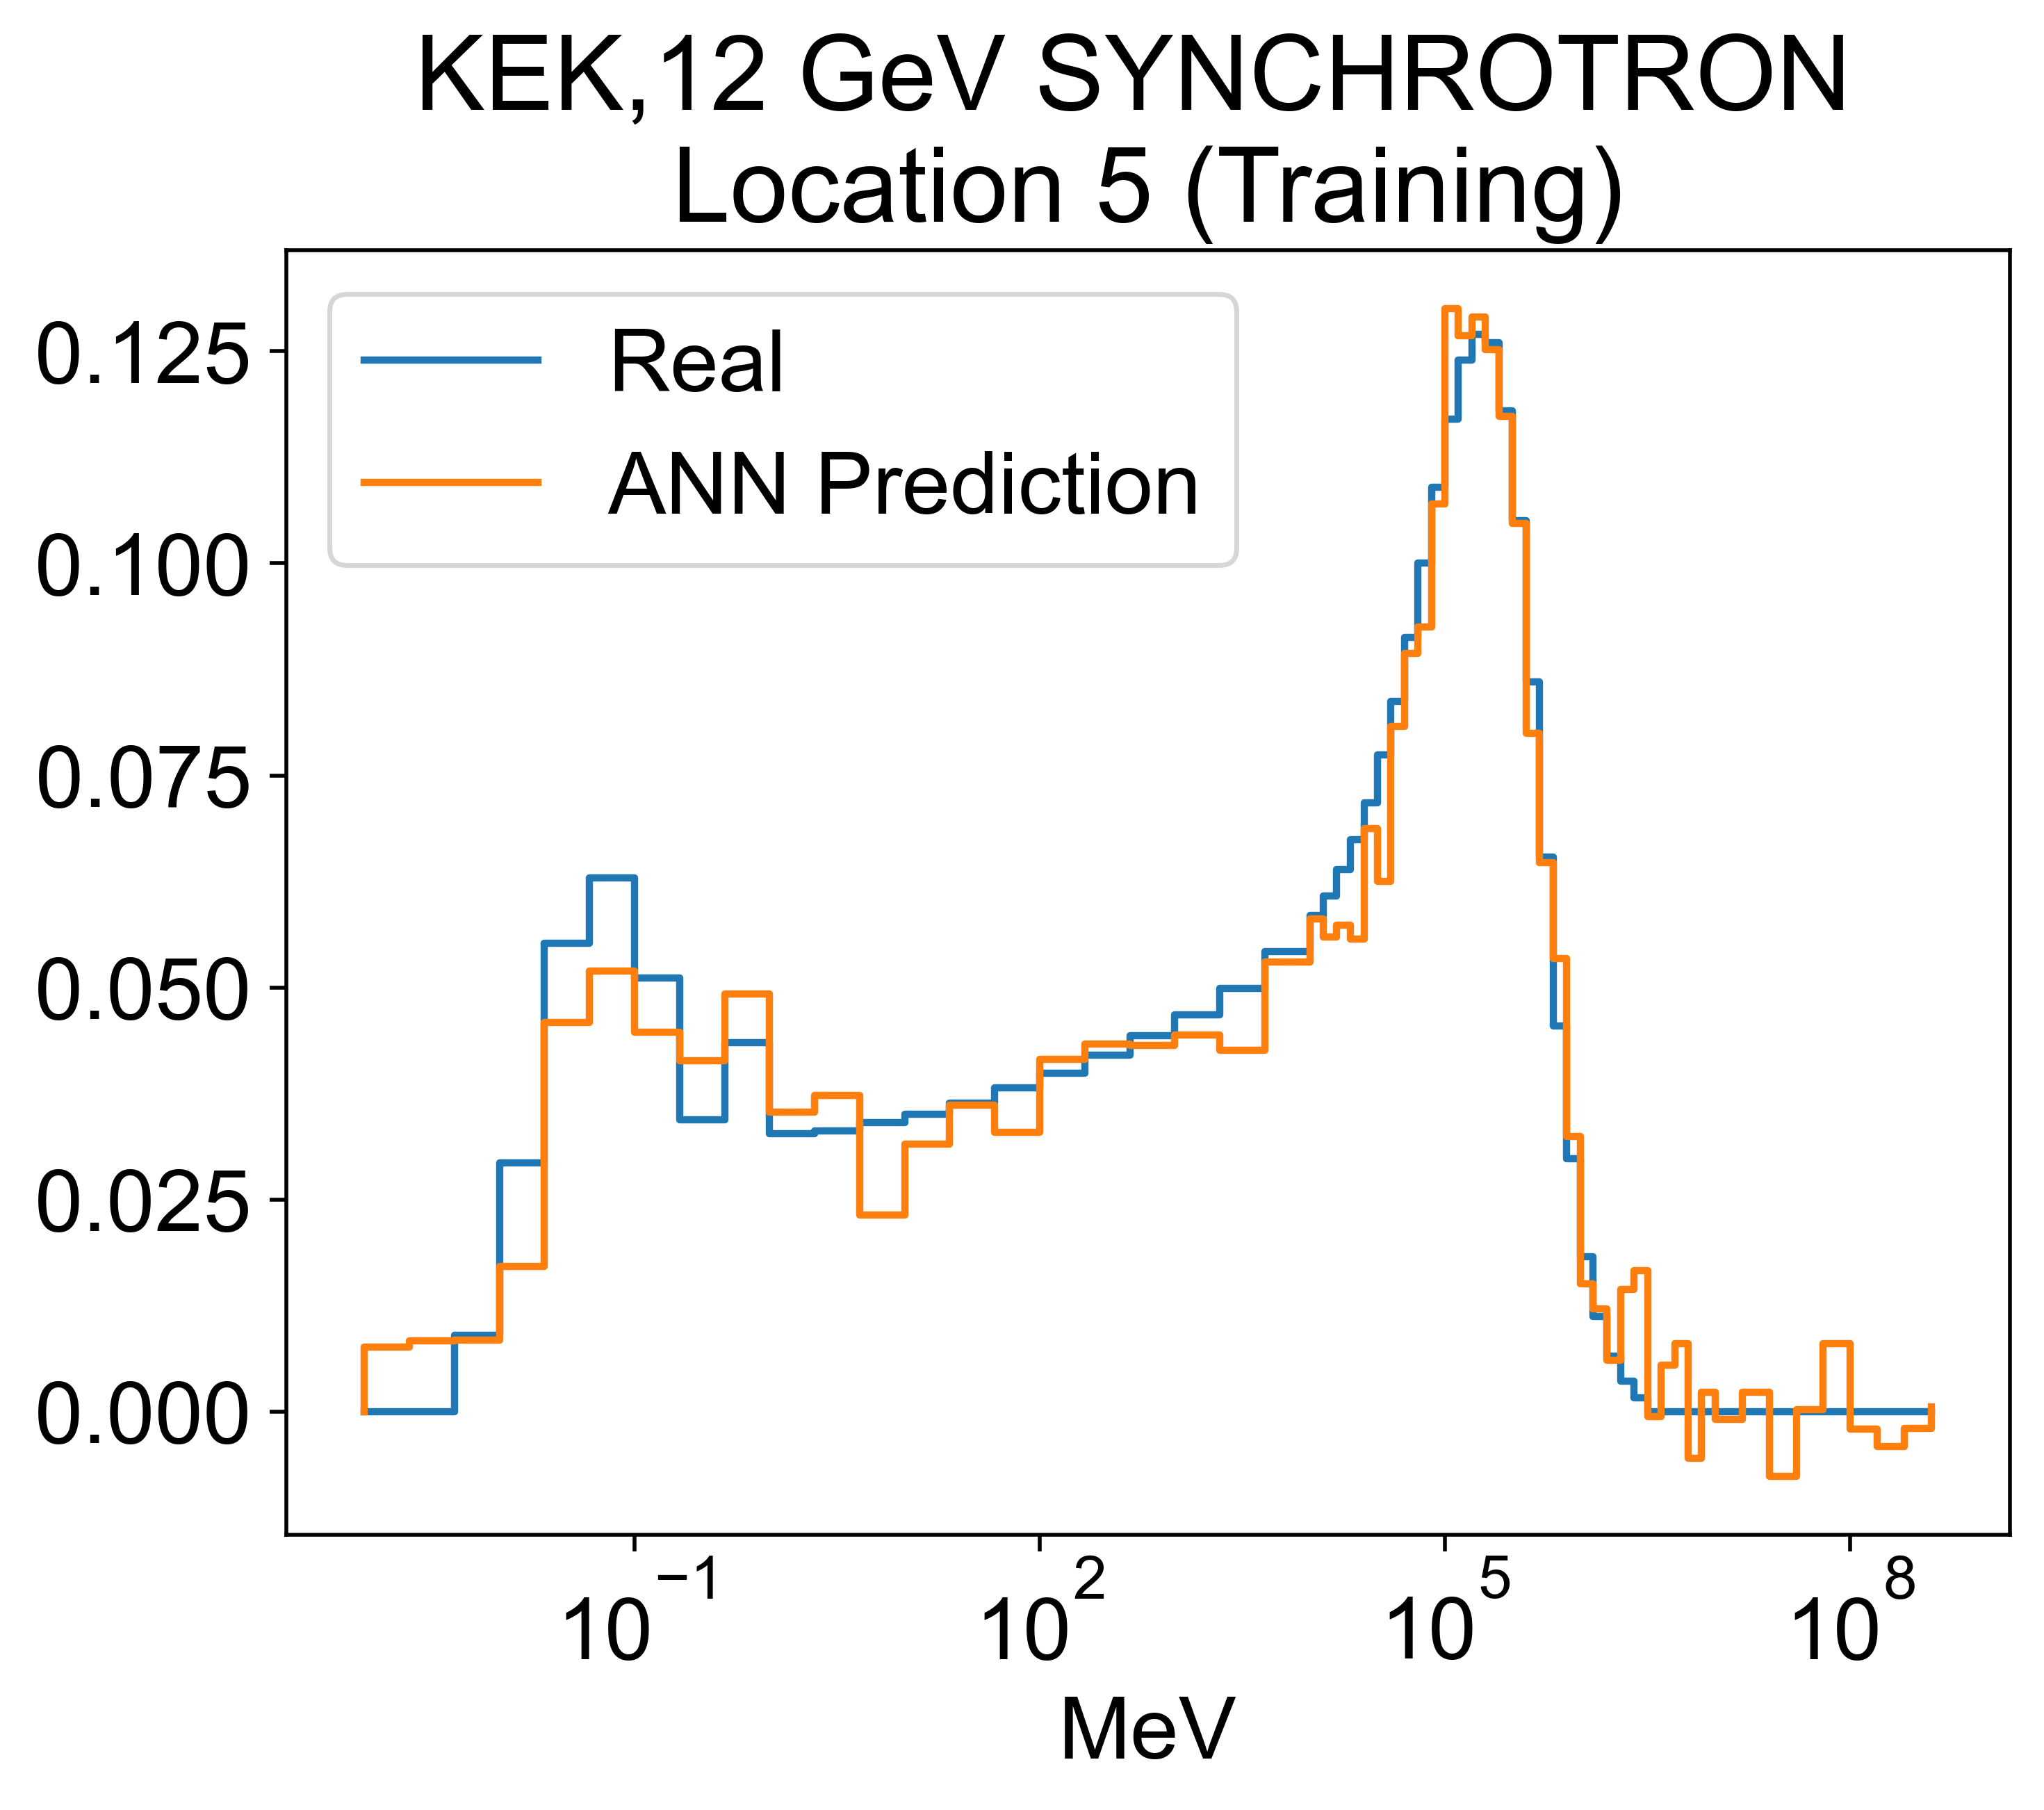 KEK,12 GeV SYNCHROTRON
Location 5 (Training)
Real
ANN Prediction
0.125
0.100
0.075
0.050
0.025
0.000
10^−1 10^2 10^5 10^8
MeV